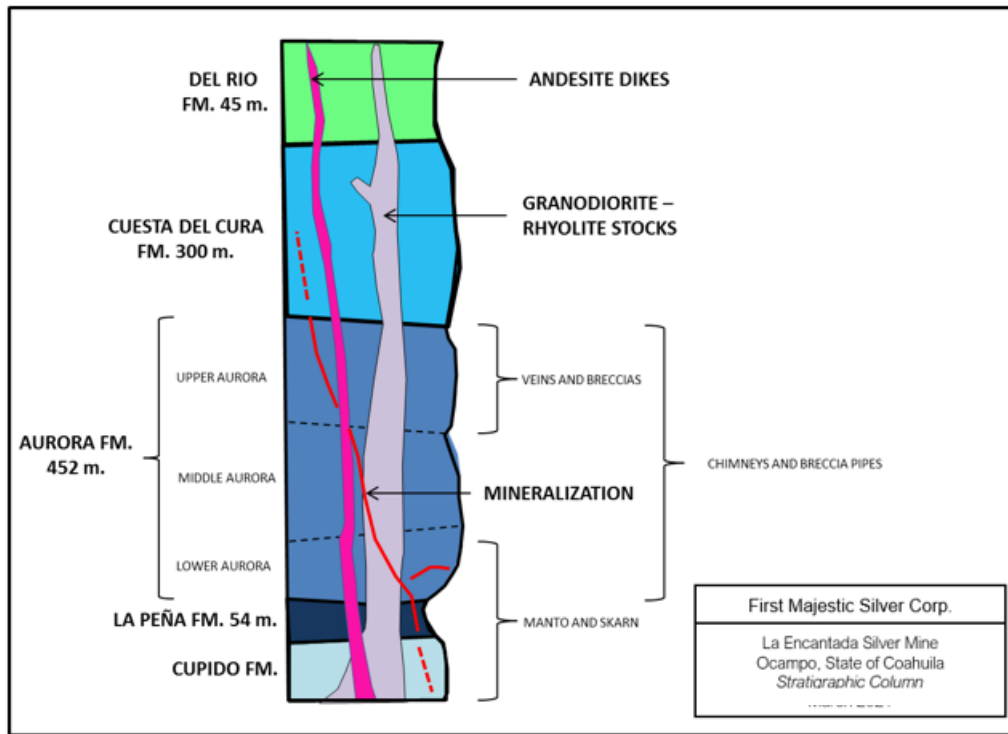 DEL RIO
FM. 45 m.
ANDESITE DIKES
CUESTA DEL CURA
FM. 300 m.
GRANODIORITE –
RHYOLITE STOCKS
UPPER AURORA
VEINS AND BRECCIAS
AURORA FM.
452 m.
MIDDLE AURORA
MINERALIZATION
CHIMNEYS AND BRECCIA PIPES
LOWER AURORA
LA PEÑA FM. 54 m.
MANTO AND SKARN
CUPIDO FM.
First Majestic Silver Corp.
La Encantada Silver Mine
Ocampo, State of Coahuila
Stratigraphic Column